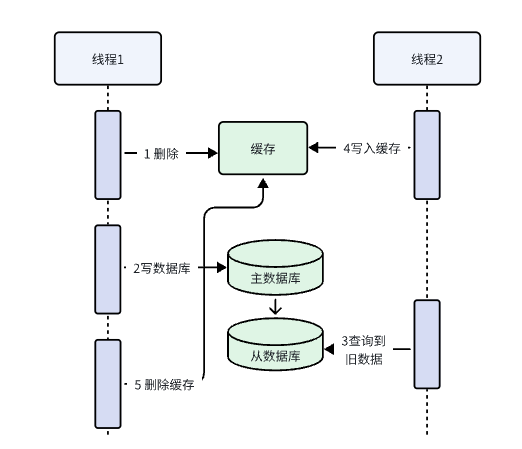 线程1
线程2
1 删除
缓存
4写入缓存
2写数据库
主数据库
3查询到
旧数据
从数据库
5 删除缓存